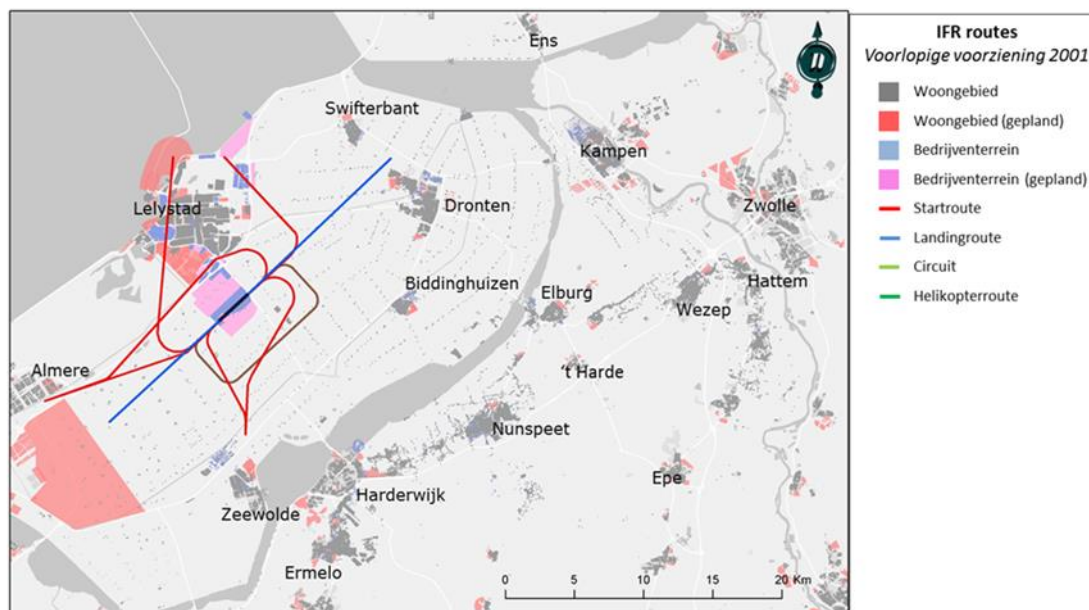 Ens
n
Swifterbant
Kampen
Lelystad
Dronten
Zwolle
Biddinghuizen
Elburg
Hattem
Wezep
Almere
't Harde
Nunspeet
Epe
Harderwijk
Zeewolde
Ermelo
0 5 10 15 20 Km
IFR routes
Voorlopige voorziening 2001
Woongebied
Woongebied (gepland)
Bedrijventerrein
Bedrijventerrein (gepland)
Startroute
Landingroute
Circuit
Helikopterroute